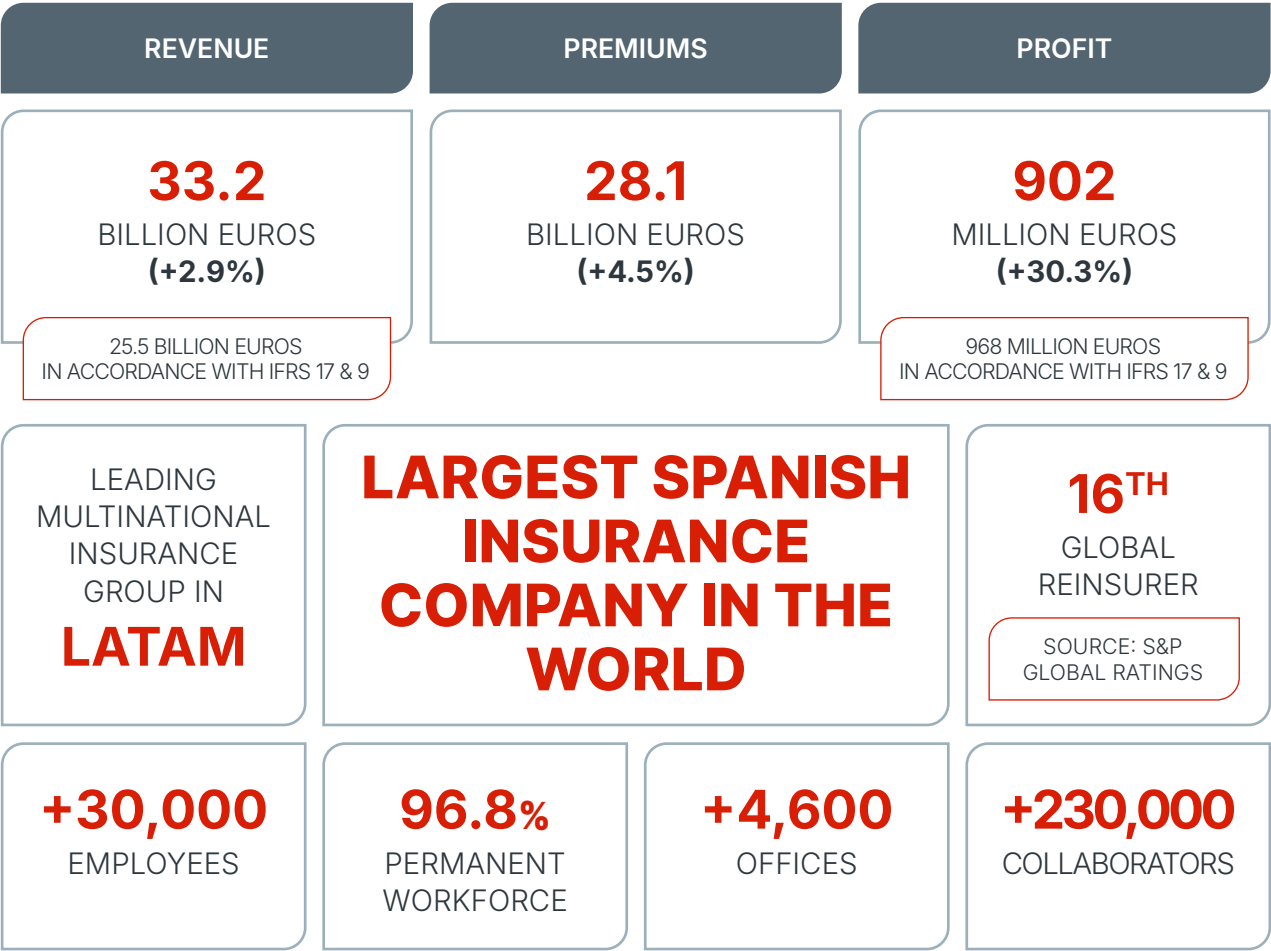 REVENUE
PREMIUMS
PROFIT
33.2
BILLION EUROS
(+2.9%)
25.5 BILLION EUROS
IN ACCORDANCE WITH IFRS 17 & 9
28.1
BILLION EUROS
(+4.5%)
902
MILLION EUROS
(+30.3%)
968 MILLION EUROS
IN ACCORDANCE WITH IFRS 17 & 9
LEADING
MULTINATIONAL
INSURANCE
GROUP IN
LATAM
LARGEST SPANISH
INSURANCE
COMPANY IN THE
WORLD
16TH
GLOBAL
REINSURER
SOURCE: S&P
GLOBAL RATINGS
+30,000
EMPLOYEES
96.8%
PERMANENT
WORKFORCE
+4,600
OFFICES
+230,000
COLLABORATORS